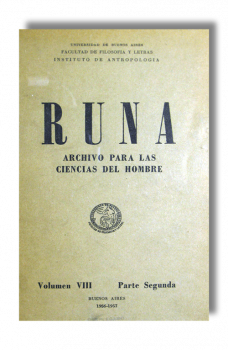 UNIVERSIDAD DE BUENOS AIRES
FACULTAD DE FILOSOFIA Y LETRAS
INSTITUTO DE ANTROPOLOGIA
RUNA
ARCHIVO PARA LAS
CIENCIAS DEL HOMBRE
Volumen VIII Parte Segunda
BUENOS AIRES
1956-1957